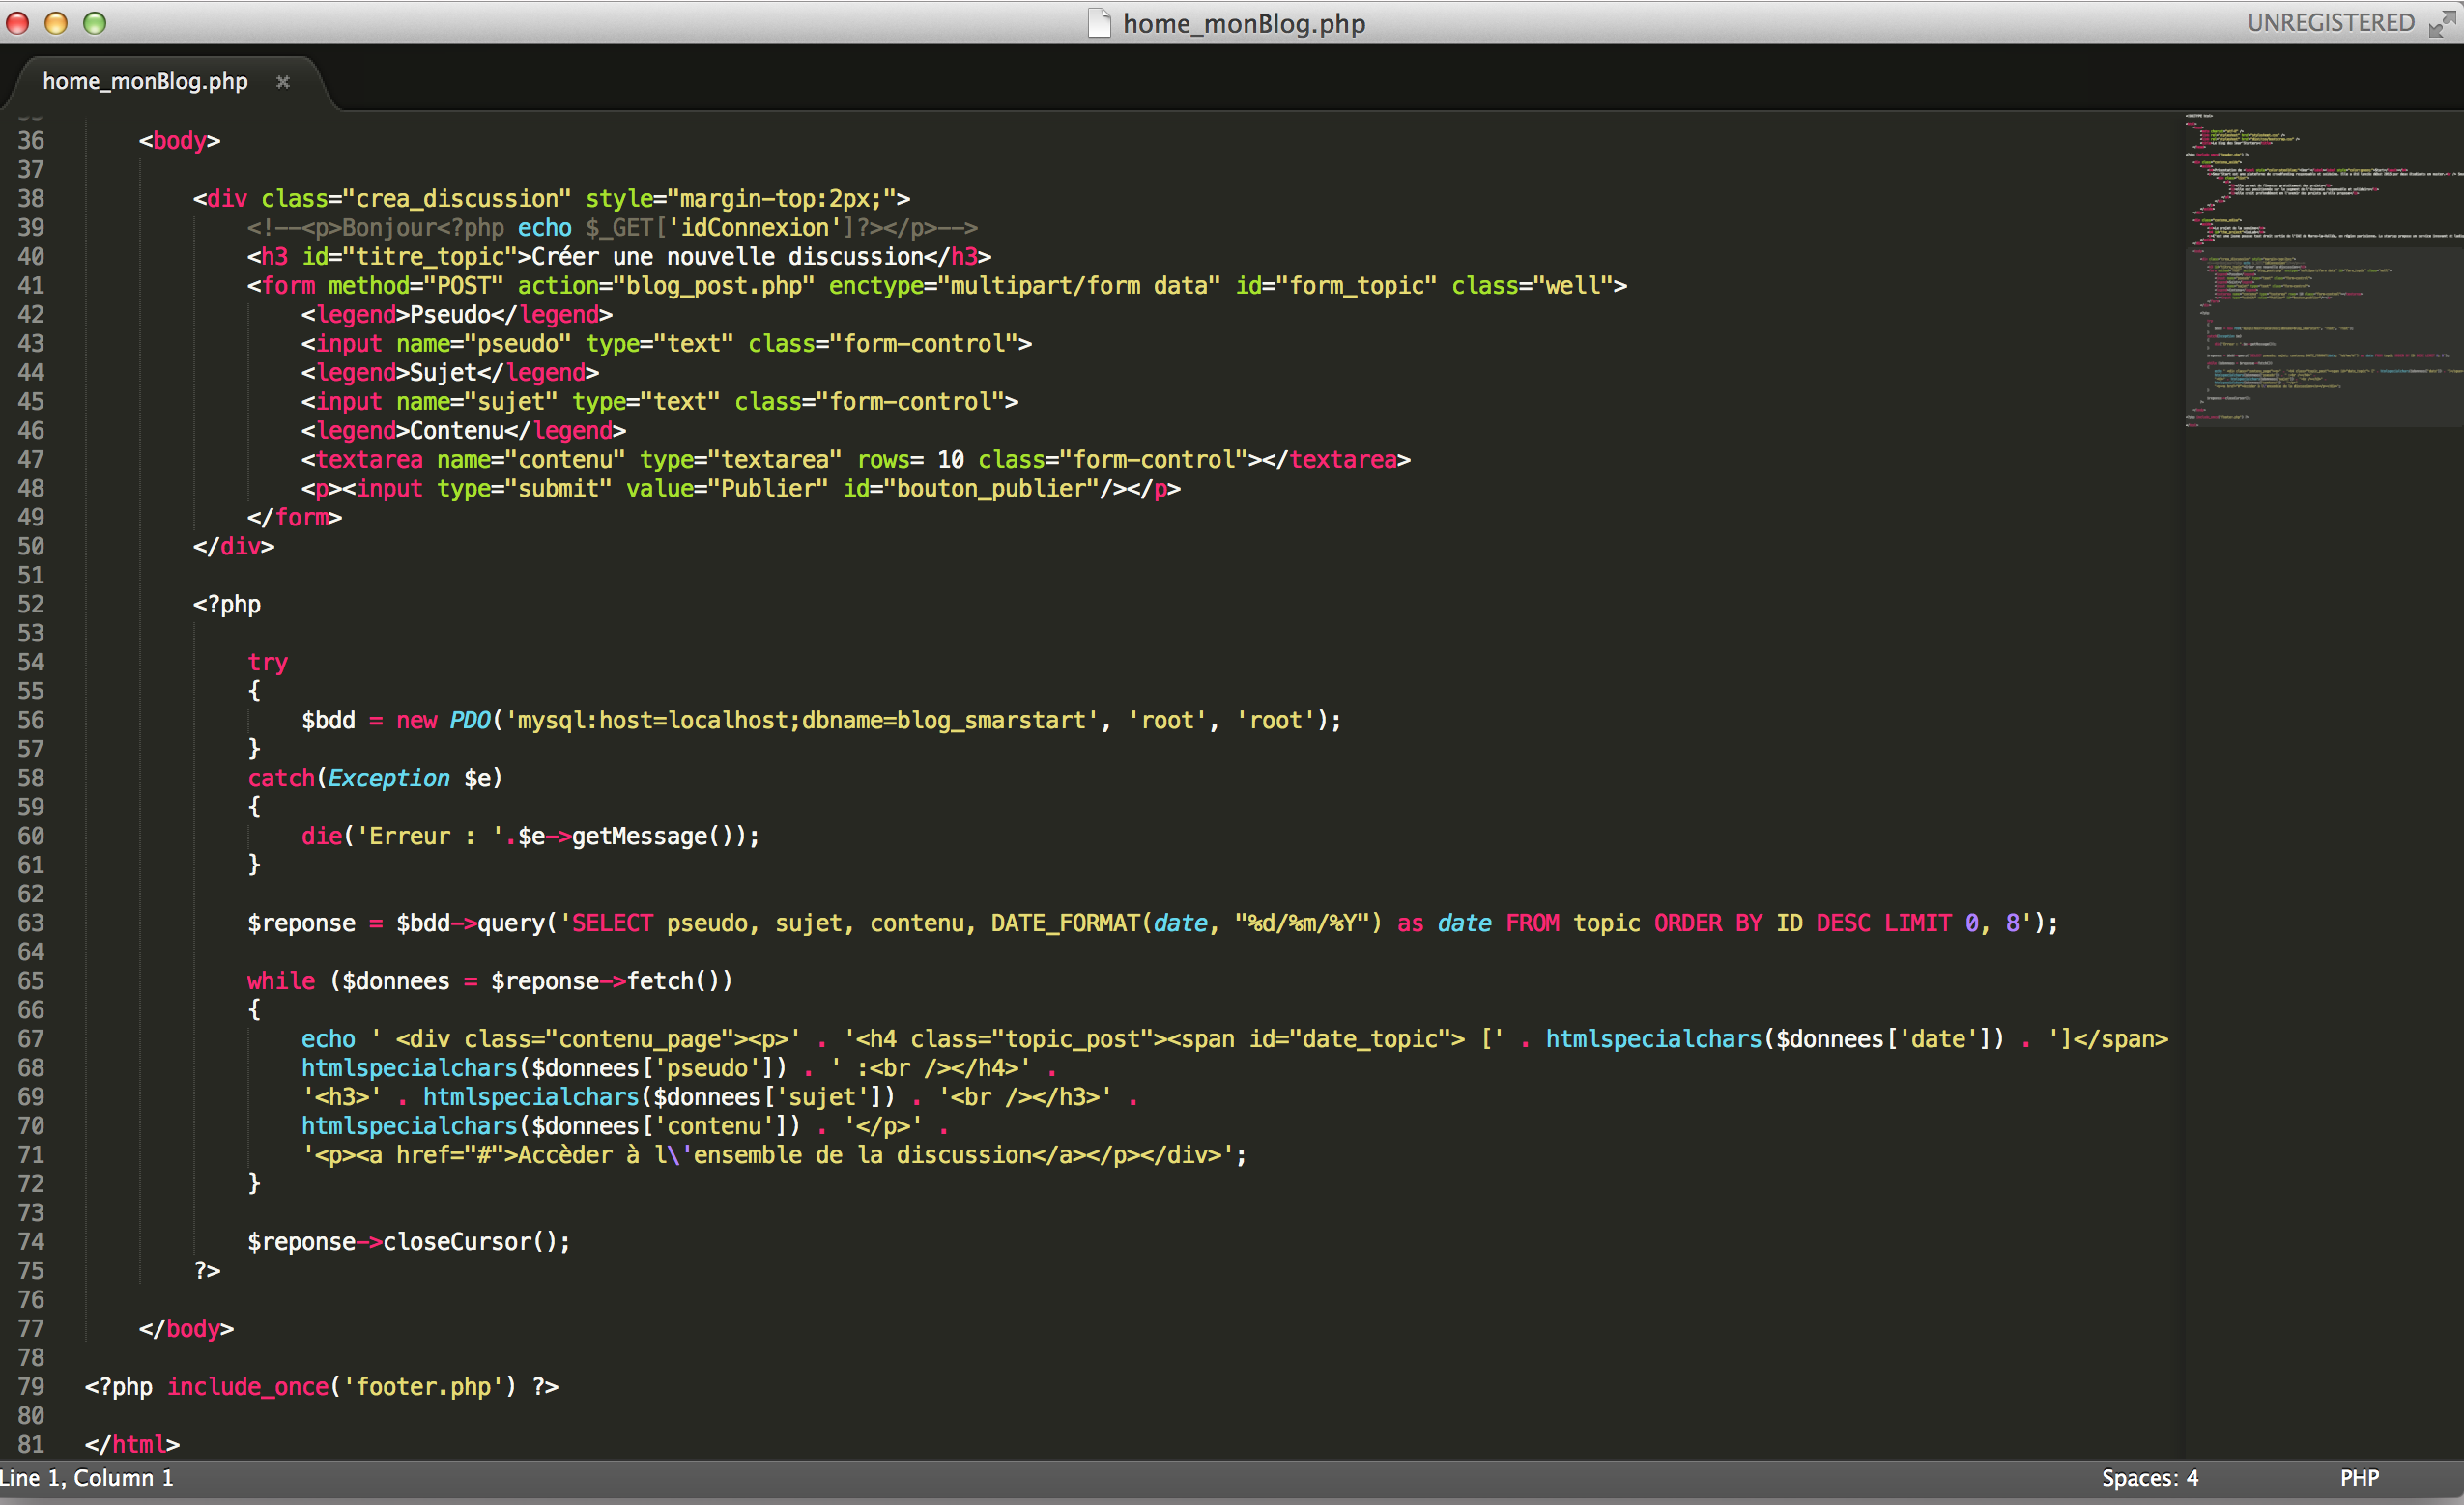 home_monBlog.php
UNREGISTERED
home_monBlog.php
36 <body>
37
38 <div class="crea_discussion" style="margin-top:2px;">
39 <!--<p>Bonjour<?php echo $_GET['idConnexion']?></p>-->
40 <h3 id="titre_topic">Créer une nouvelle discussion</h3>
41 <form method="POST" action="blog_post.php" enctype="multipart/form data" id="form_topic" class="well">
42 <legend>Pseudo</legend>
43 <input name="pseudo" type="text" class="form-control">
44 <legend>Sujet</legend>
45 <input name="sujet" type="text" class="form-control">
46 <legend>Contenu</legend>
47 <textarea name="contenu" type="textarea" rows= 10 class="form-control"></textarea>
48 <p><input type="submit" value="Publier" id="bouton_publier"/></p>
49 </form>
50 </div>
51
52 <?php
53
54 try
55 {
56 $bdd = new PDO('mysql:host=localhost;dbname=blog_smarstart', 'root', 'root');
57 }
58 catch(Exception $e)
59 {
60 die('Erreur : '.$e->getMessage());
61 }
62
63 $reponse = $bdd->query('SELECT pseudo, sujet, contenu, DATE_FORMAT(date, "%d/%m/%Y") as date FROM topic ORDER BY ID DESC LIMIT 0, 8');
64
65 while ($donnees = $reponse->fetch())
66 {
67 echo ' <div class="contenu_page"><p>' . '<h4 class="topic_post"><span id="date_topic"> [' . htmlspecialchars($donnees['date']) . ']</span>
68 htmlspecialchars($donnees['pseudo']) . ' :<br /></h4>' .
69 '<h3>' . htmlspecialchars($donnees['sujet']) . '<br /></h3>' .
70 htmlspecialchars($donnees['contenu']) . '</p>' .
71 '<p><a href="#">Accèder à l\'ensemble de la discussion</a></p></div>';
72 }
73
74 $reponse->closeCursor();
75 ?>
76
77 </body>
78
79 <?php include_once('footer.php') ?>
80
81 </html>
Line 1, Column 1
Spaces: 4
PHP